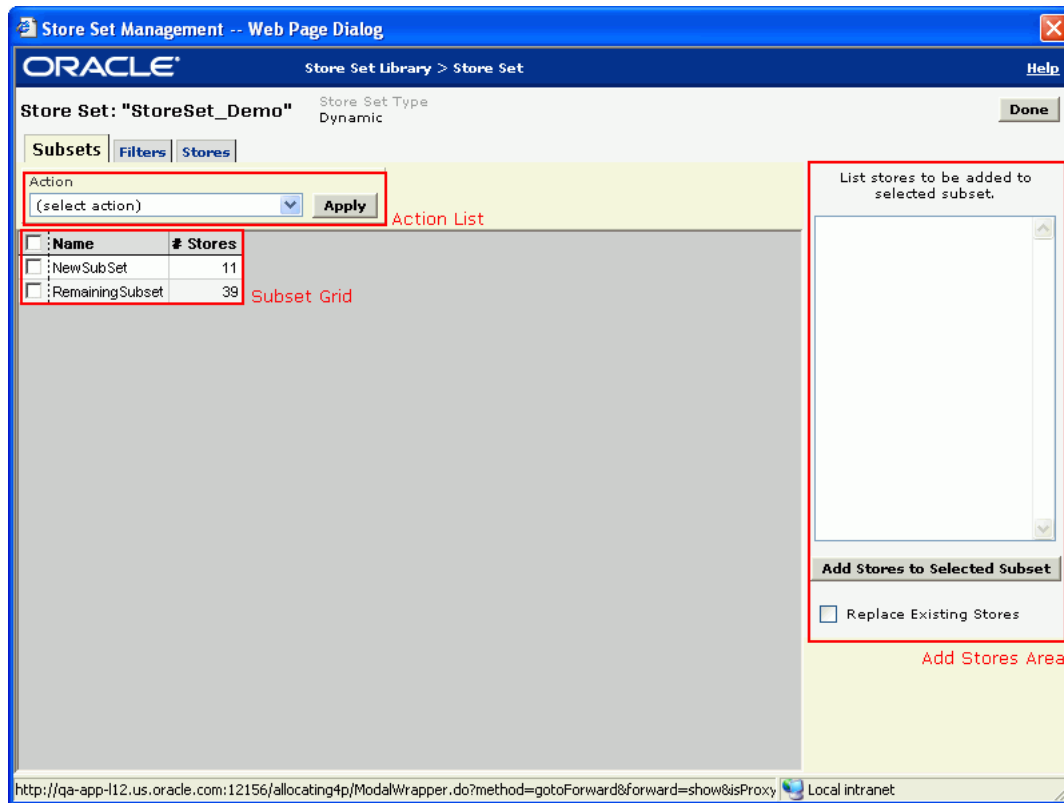 Store Set Management -- Web Page Dialog
ORACLE
Store Set Library > Store Set
Help
Store Set: "StoreSet_Demo"
Store Set Type
Dynamic
Done
Subsets
Filters
Stores
Action
(select action)
Apply
Action List
Name # Stores
NewSubSet 11
RemainingSubset 39
Subset Grid
List stores to be added to
selected subset.
Add Stores to Selected Subset
Replace Existing Stores
Add Stores Area
http://qa-app-l12.us.oracle.com:12156/allocating4p/ModalWrapper.do?method=gotoForward&forward=show&isProxy
Local intranet